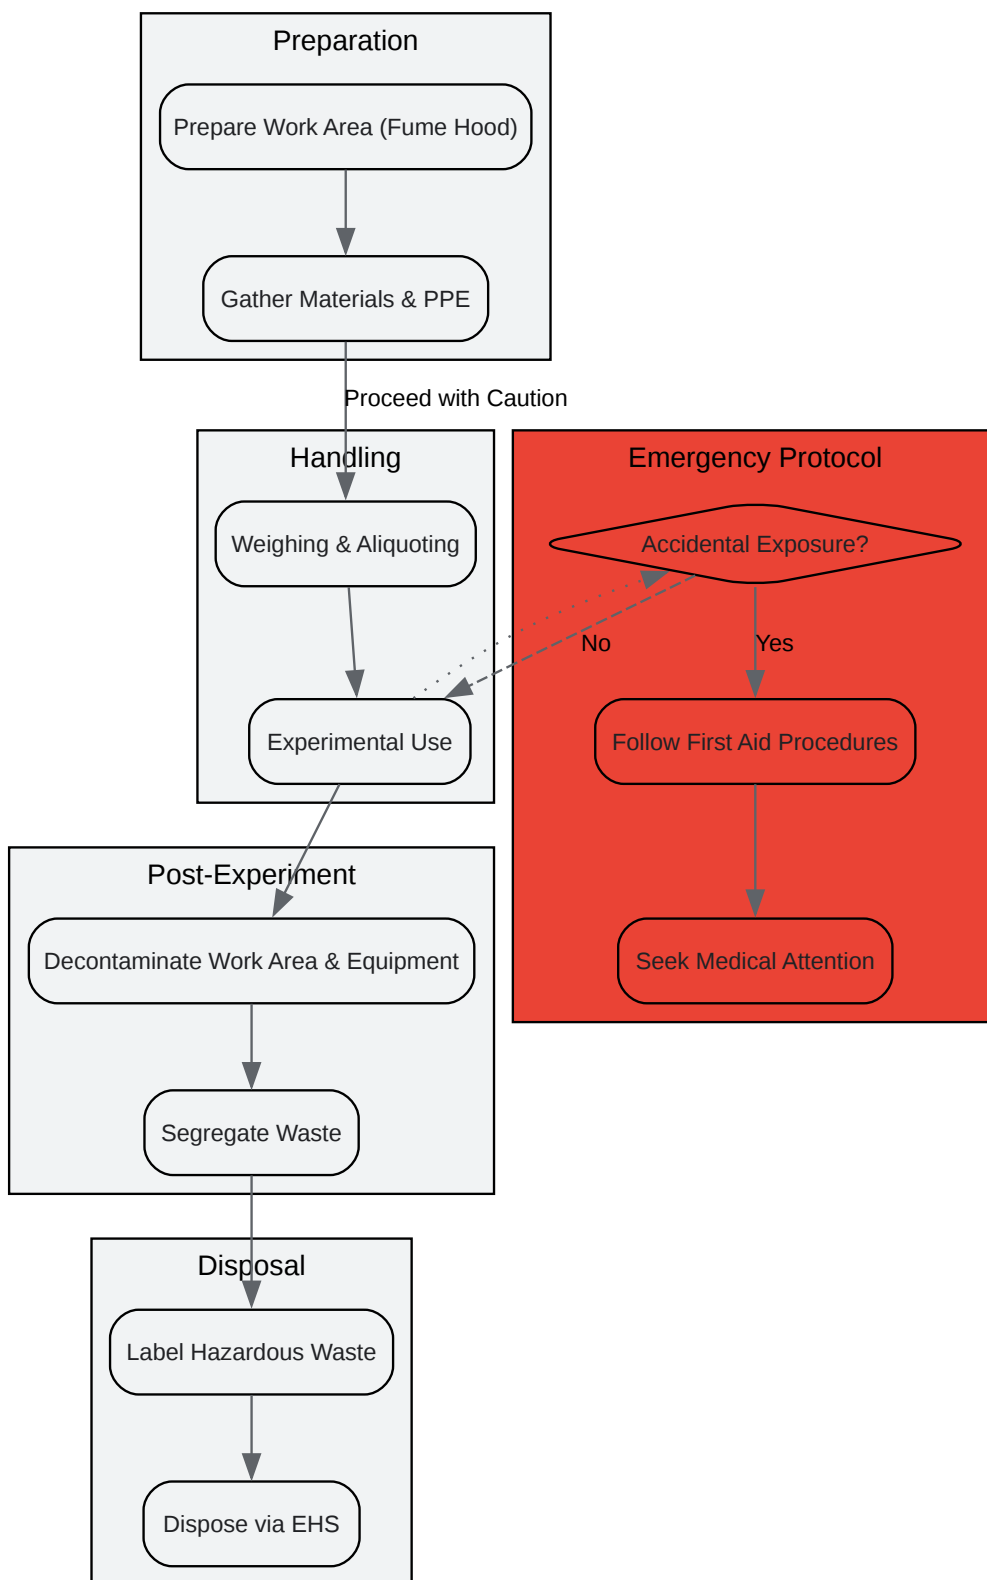 Preparation
Prepare Work Area (Fume Hood)
Gather Materials & PPE
Proceed with Caution
Handling
Weighing & Aliquoting
Experimental Use
Emergency Protocol
Accidental Exposure?
No
Yes
Follow First Aid Procedures
Seek Medical Attention
Post-Experiment
Decontaminate Work Area & Equipment
Segregate Waste
Disposal
Label Hazardous Waste
Dispose via EHS